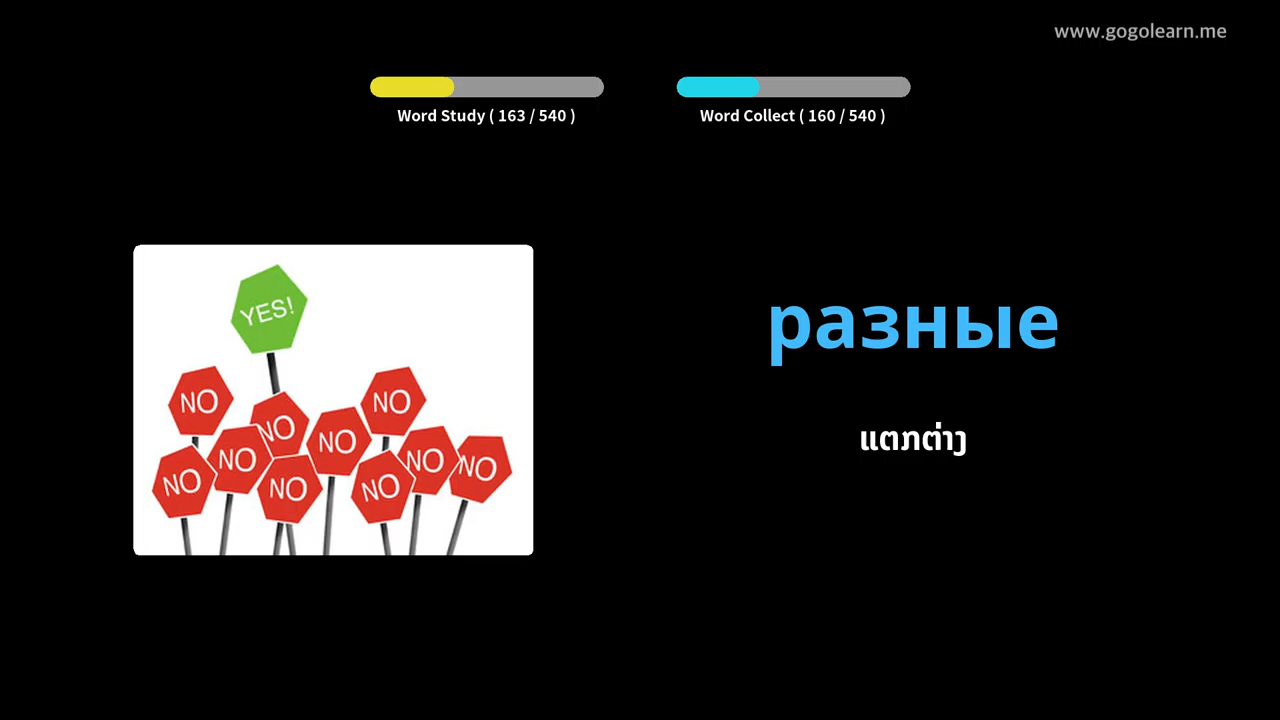 www.gogolearn.me
Word Study ( 163 / 540 )
Word Collect ( 160 / 540 )
YES!
NO
NO
NO
NO
NO
NO
NO
NO
NO
NO
разные
ແຕກຕ່າງ